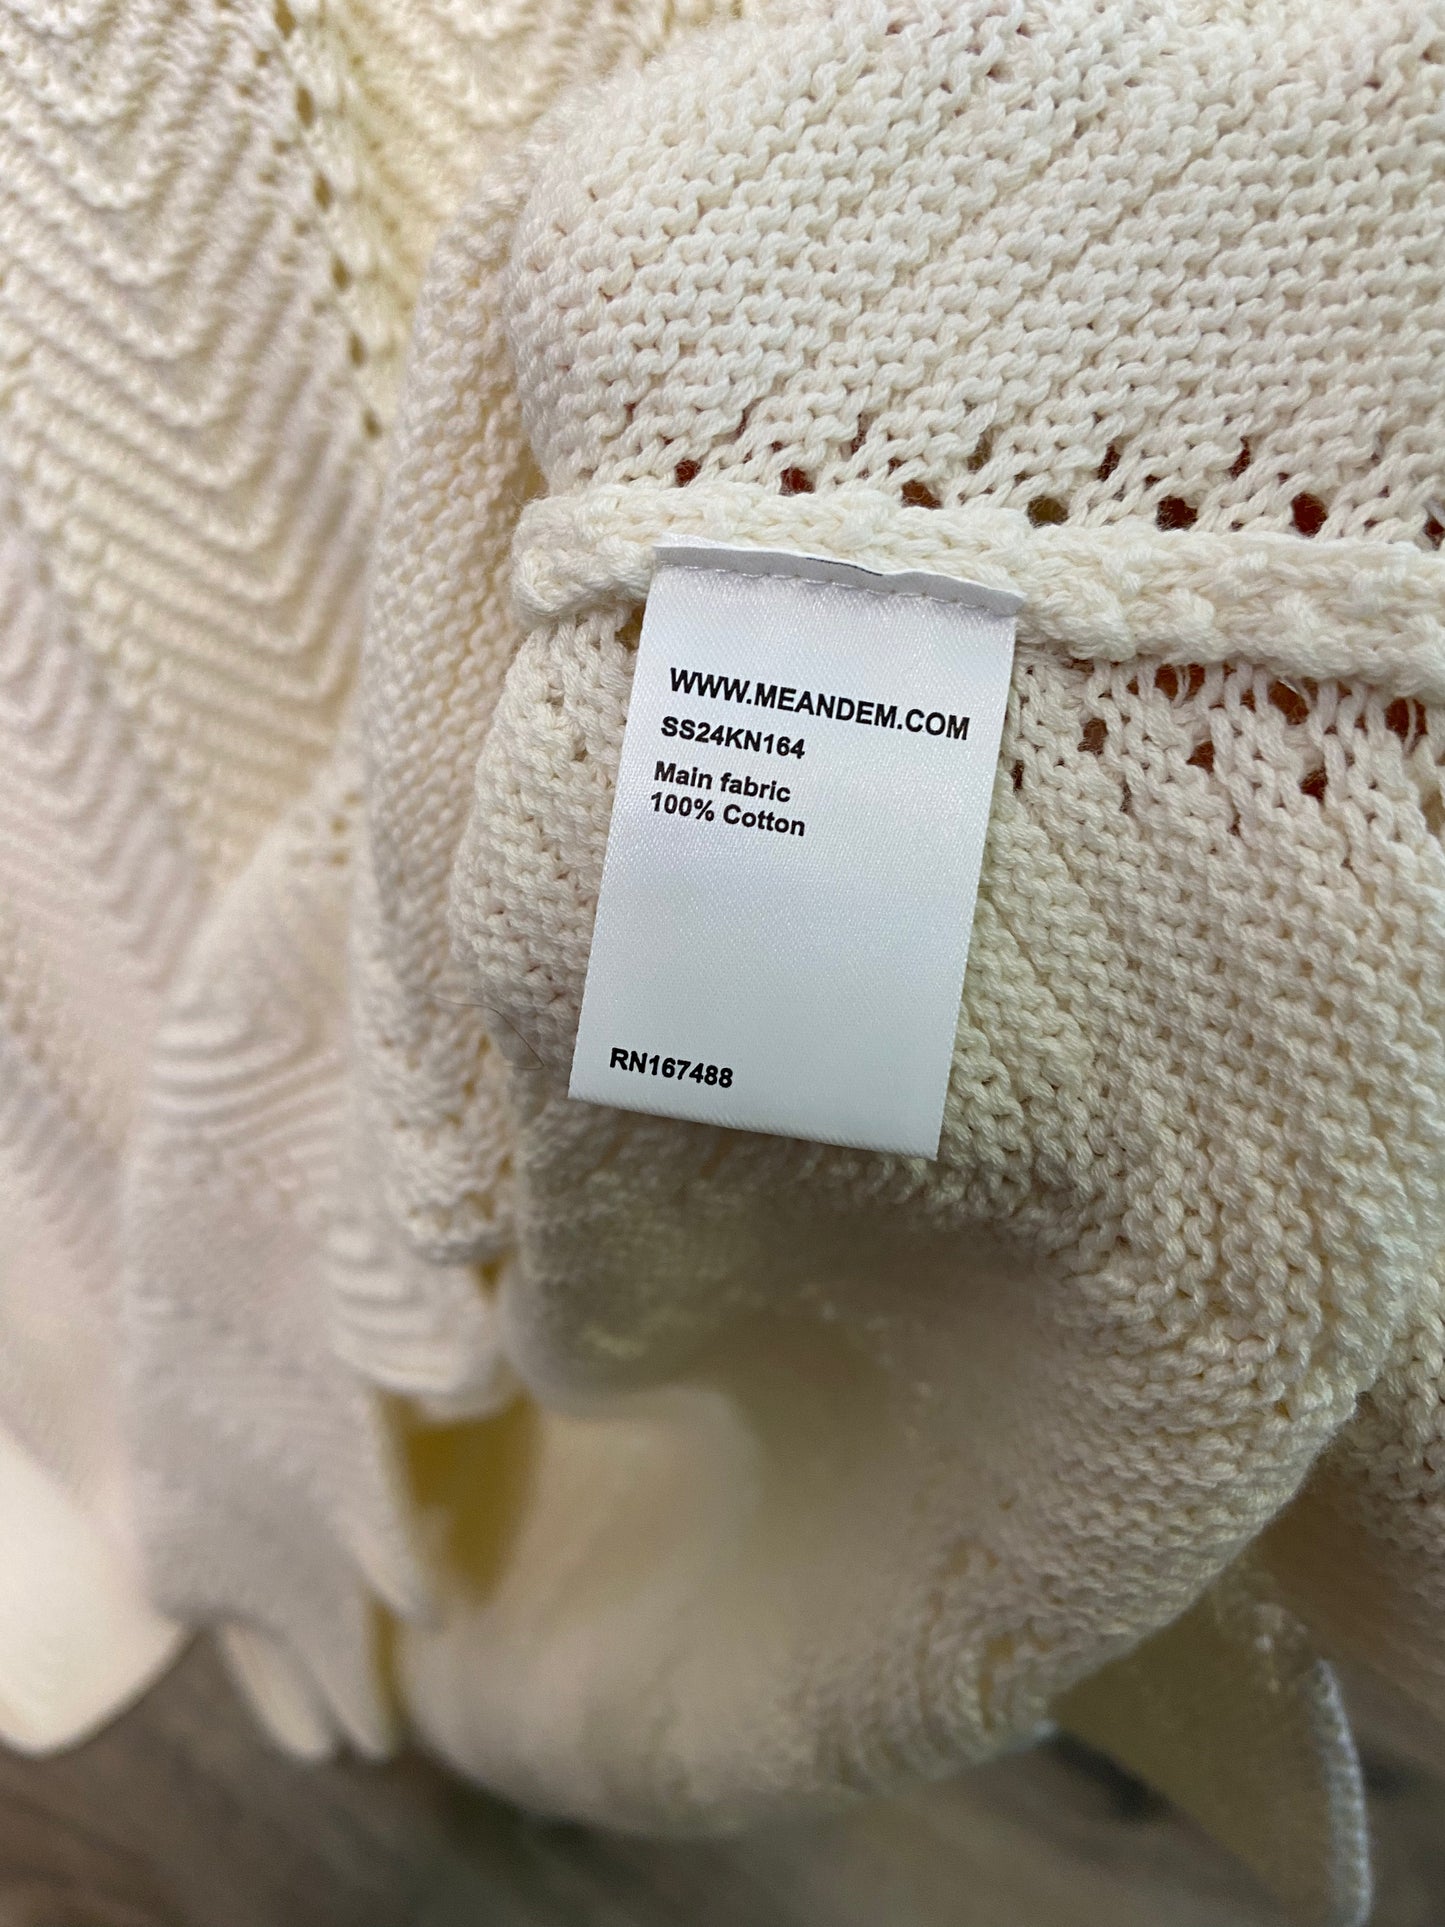 WWW.MEANDEM.COM
SS24KN164
Main fabric
100% Cotton
RN167488